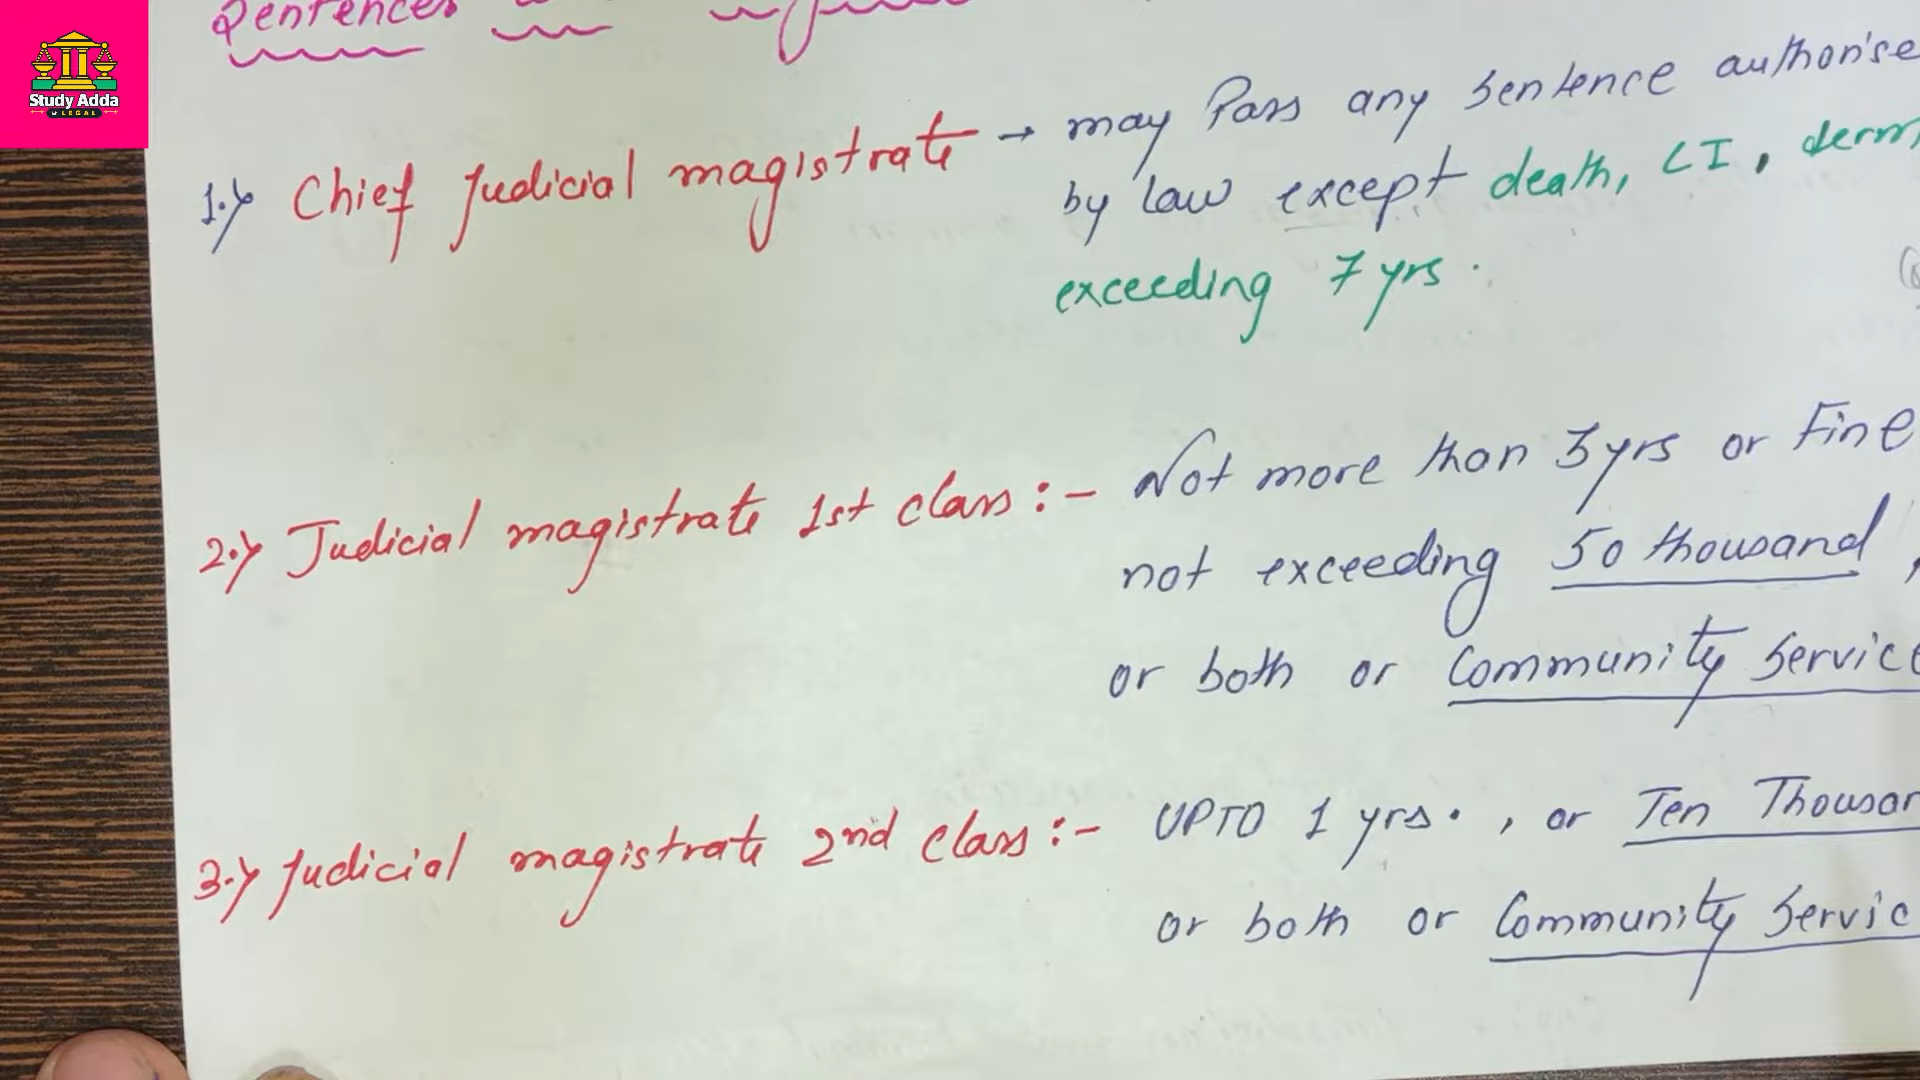 Study Adda
LEGAL
Sentences
1.) Chief Judicial magistrate → may Pass any sentence authorise
by law except death, LI, derm
exceeding 7 yrs.
2.) Judicial magistrate 1st class :- Not more than 3 yrs or Fine
not exceeding 50 thousand,
or both or Community Service
3.) Judicial magistrate 2nd class :- UPTO 1 yrs., or Ten Thousan
or both or Community Servic